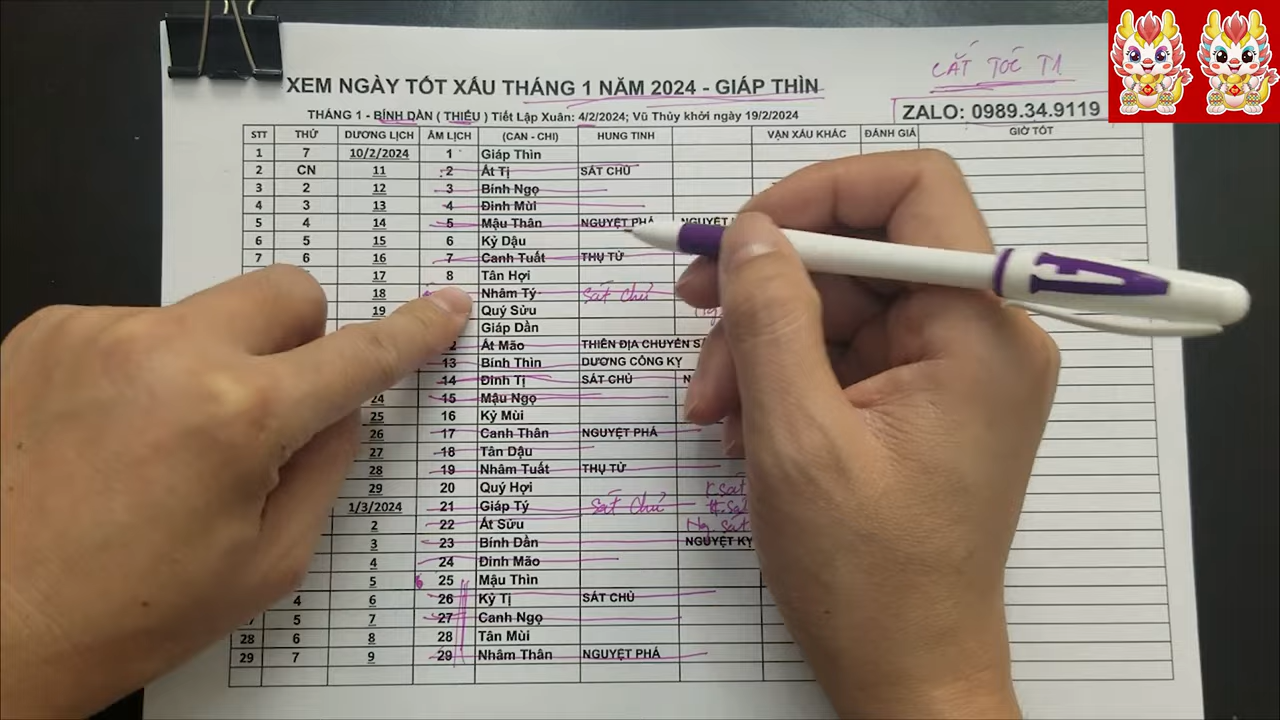 CẮT TÓC T1
XEM NGÀY TỐT XẤU THÁNG 1 NĂM 2024 - GIÁP THÌN
ZALO: 0989.34.9119
THÁNG 1 - BÍNH DẦN ( THIẾU ) Tiết Lập Xuân: 4/2/2024; Vũ Thủy khởi ngày 19/2/2024
STT THỨ DƯƠNG LỊCH ÂM LỊCH (CAN - CHI) HUNG TINH VẬN XẤU KHÁC ĐÁNH GIÁ GIỜ TỐT
1 7 10/2/2024 1 Giáp Thìn
2 CN 11 2 Ất Tị SÁT CHỦ
3 2 12 3 Bính Ngọ
4 3 13 4 Đinh Mùi
5 4 14 5 Mậu Thân NGUYỆT PHÁ
6 5 15 6 Kỷ Dậu
7 6 16 7 Canh Tuất THỤ TỬ
17 8 Tân Hợi
18 Nhâm Tý sát chủ
19 Quý Sửu
Giáp Dần
Ất Mão THIÊN ĐỊA CHUYỂN
13 Bính Thìn DƯƠNG CÔNG KỴ
14 Đinh Tị SÁT CHỦ
24 15 Mậu Ngọ
25 16 Kỷ Mùi
26 17 Canh Thân NGUYỆT PHÁ
27 18 Tân Dậu
28 19 Nhâm Tuất THỤ TỬ
29 20 Quý Hợi
1/3/2024 21 Giáp Tý sát chủ
2 22 Ất Sửu Ng. sát
3 23 Bính Dần NGUYỆT KỴ
4 24 Đinh Mão
5 25 Mậu Thìn
4 6 26 Kỷ Tị SÁT CHỦ
5 7 27 Canh Ngọ
28 6 8 28 Tân Mùi
29 7 9 29 Nhâm Thân NGUYỆT PHÁ